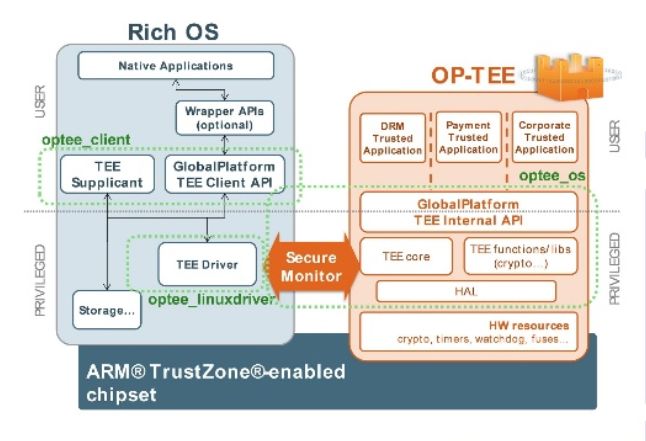 Rich OS
Native Applications
Wrapper APIs
(optional)
optee_client
TEE
Supplicant
GlobalPlatform
TEE Client API
TEE Driver
optee_linuxdriver
Storage...
USER
PRIVILEGED
Secure
Monitor
OP-TEE
DRM
Trusted
Application
Payment
Trusted
Application
Corporate
Trusted
Application
optee_os
GlobalPlatform
TEE Internal API
TEE core
TEE functions/libs
(crypto...)
HAL
HW resources
crypto, timers, watchdog, fuses...
USER
PRIVILEGED
ARM® TrustZone®-enabled
chipset